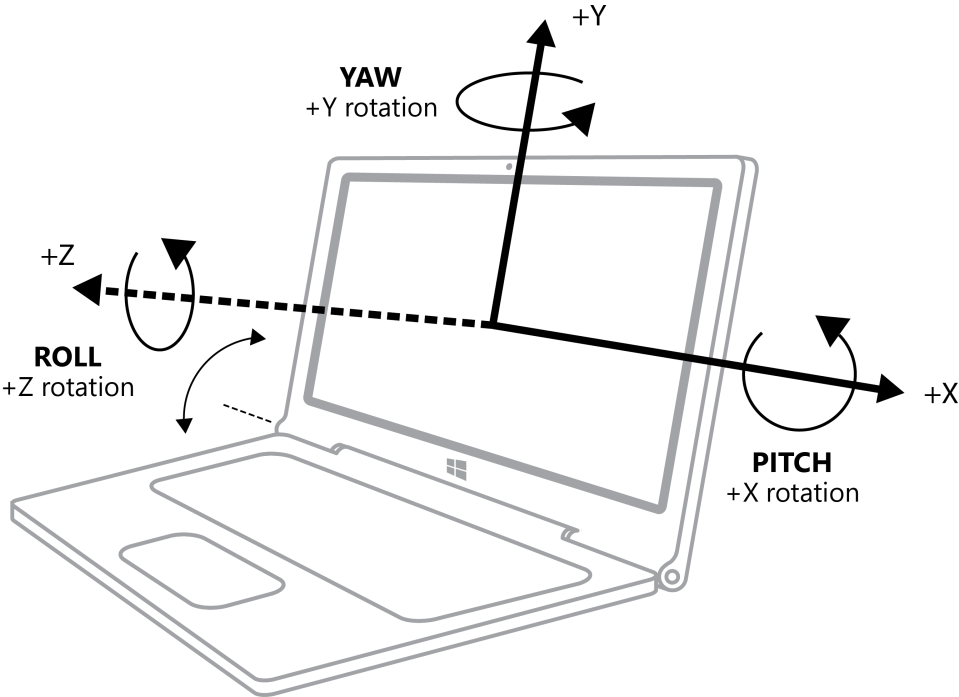 +Y
YAW
+Y rotation
+Z
ROLL
+Z rotation
+X
PITCH
+X rotation